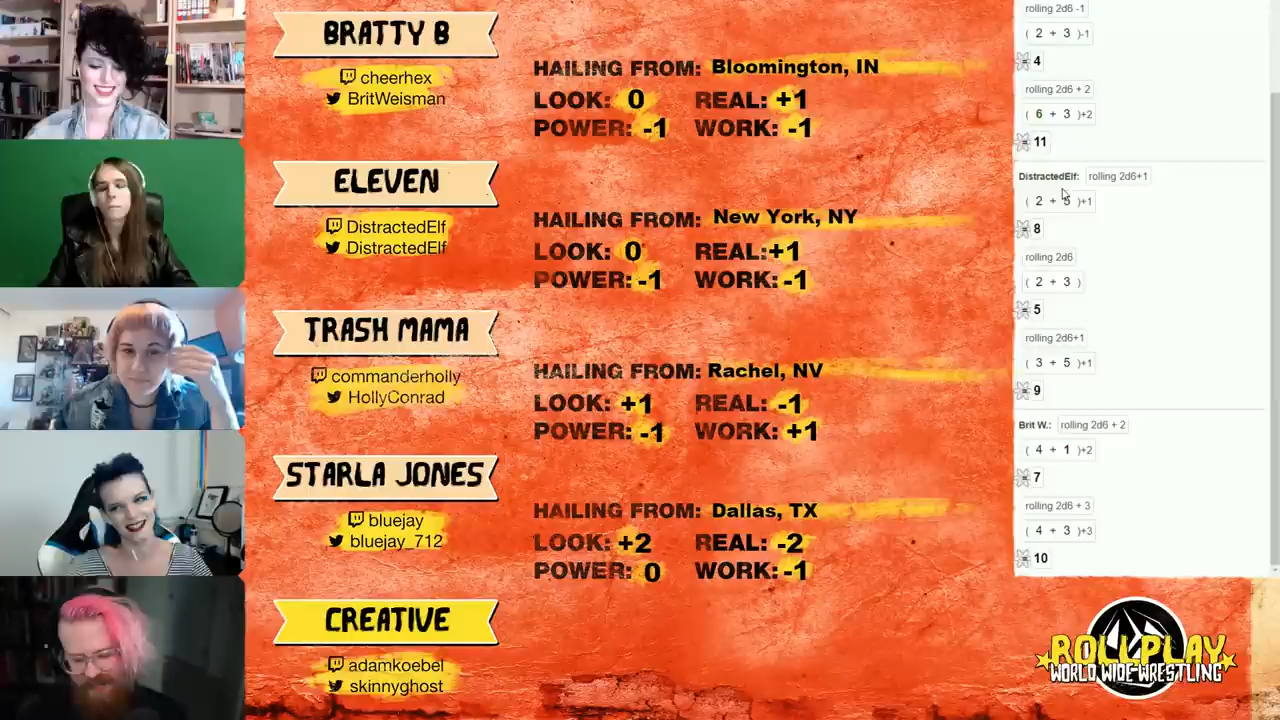 BRATTY B
cheerhex
BritWeisman
HAILING FROM: Bloomington, IN
LOOK: 0 REAL: +1
POWER: -1 WORK: -1
ELEVEN
DistractedElf
DistractedElf
HAILING FROM: New York, NY
LOOK: 0 REAL: +1
POWER: -1 WORK: -1
TRASH MAMA
commanderholly
HollyConrad
HAILING FROM: Rachel, NV
LOOK: +1 REAL: -1
POWER: -1 WORK: +1
STARLA JONES
bluejay
bluejay_712
HAILING FROM: Dallas, TX
LOOK: +2 REAL: -2
POWER: 0 WORK: -1
CREATIVE
adamkoebel
skinnyghost
rolling 2d6 -1
( 2 + 3 )-1
= 4
rolling 2d6 + 2
( 6 + 3 )+2
= 11
DistractedElf: rolling 2d6+1
( 2 + 5 )+1
= 8
rolling 2d6
( 2 + 3 )
= 5
rolling 2d6+1
( 3 + 5 )+1
= 9
Brit W.: rolling 2d6 + 2
( 4 + 1 )+2
= 7
rolling 2d6 + 3
( 4 + 3 )+3
= 10
ROLLPLAY
WORLD WIDE WRESTLING